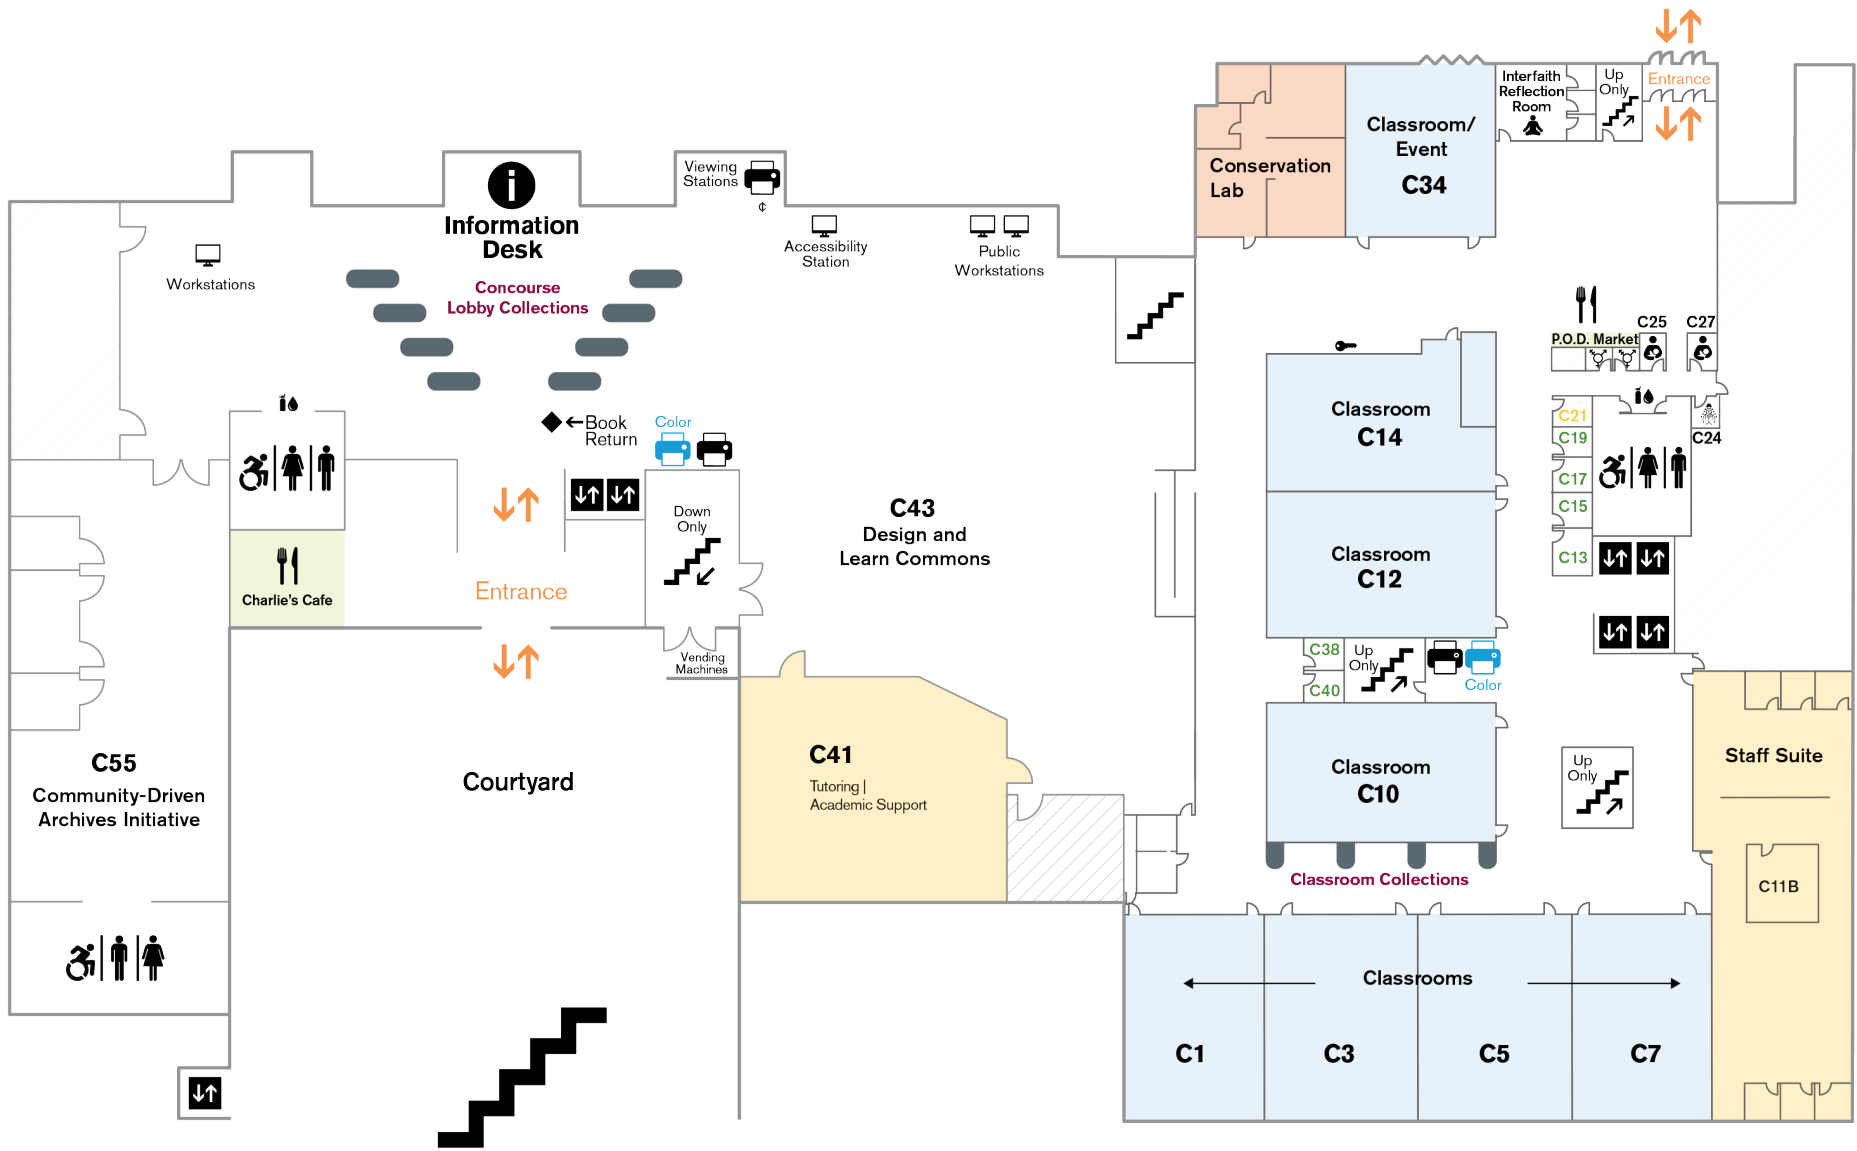 Entrance
Interfaith
Reflection
Room
Up
Only
Classroom/
Event
C34
Conservation
Lab
Viewing
Stations
¢
i
Information
Desk
Concourse
Lobby Collections
Workstations
Accessibility
Station
Public
Workstations
P.O.D. Market
C25
C27
C21
C19
C17
C15
C13
C24
Classroom
C14
Classroom
C12
Book
Return
Color
Down
Only
C43
Design and
Learn Commons
Charlie's Cafe
Entrance
Vending
Machines
C38
C40
Up
Only
Color
Classroom
C10
Classroom Collections
Up
Only
Staff Suite
C11B
C41
Tutoring |
Academic Support
Courtyard
C55
Community-Driven
Archives Initiative
Classrooms
C1
C3
C5
C7